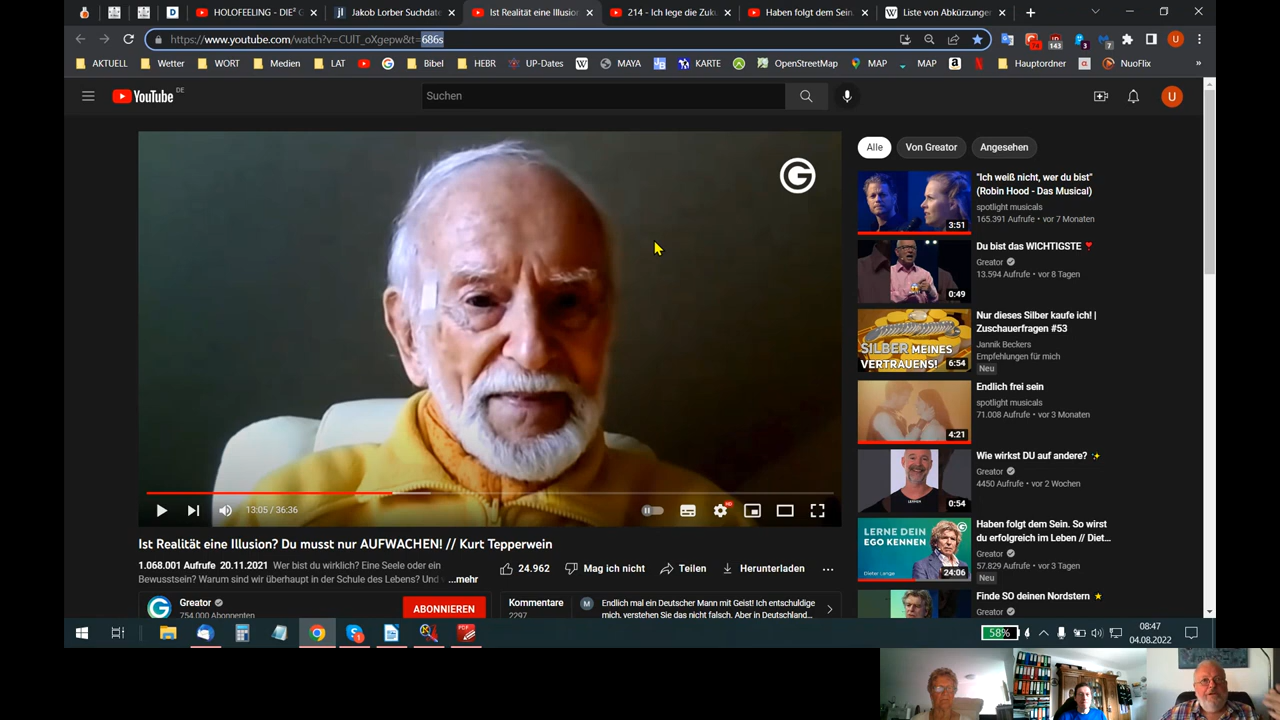 HOLOFEELING - DIE² G
Jakob Lorber Suchdate
Ist Realität eine Illusion
214 - Ich lege die Zuku
Haben folgt dem Sein.
Liste von Abkürzungen
https://www.youtube.com/watch?v=CUlT_oXgepw&t=686s
AKTUELL
Wetter
WORT
Medien
LAT
Bibel
HEBR
UP-Dates
MAYA
KARTE
OpenStreetMap
MAP
MAP
Hauptordner
NuoFlix
YouTube DE
Suchen
U
Alle
Von Greator
Angesehen
"Ich weiß nicht, wer du bist"
(Robin Hood - Das Musical)
spotlight musicals
165.391 Aufrufe • vor 7 Monaten
3:51
Du bist das WICHTIGSTE
Greator
13.594 Aufrufe • vor 8 Tagen
0:49
Nur dieses Silber kaufe ich! |
Zuschauerfragen #53
Jannik Beckers
Empfehlungen für mich
Neu
SILBER MEINES
VERTRAUENS!
6:54
Endlich frei sein
spotlight musicals
71.008 Aufrufe • vor 3 Monaten
4:21
Wie wirkst DU auf andere?
Greator
4450 Aufrufe • vor 2 Wochen
0:54
Haben folgt dem Sein. So wirst
du erfolgreich im Leben // Diet...
Greator
57.829 Aufrufe • vor 3 Tagen
Neu
LERNE DEIN
EGO KENNEN
Dieter Lange
24:06
Finde SO deinen Nordstern
Greator
13:05 / 36:36
Ist Realität eine Illusion? Du musst nur AUFWACHEN! // Kurt Tepperwein
1.068.001 Aufrufe 20.11.2021 Wer bist du wirklich? Eine Seele oder ein
Bewusstsein? Warum sind wir überhaupt in der Schule des Lebens? Und ...mehr
24.962
Mag ich nicht
Teilen
Herunterladen
Greator
754.000 Abonnenten
ABONNIEREN
Kommentare
2297
M
Endlich mal ein Deutscher Mann mit Geist! Ich entschuldige
mich, verstehen Sie das nicht falsch. Aber in Deutschland...
58%
08:47
04.08.2022